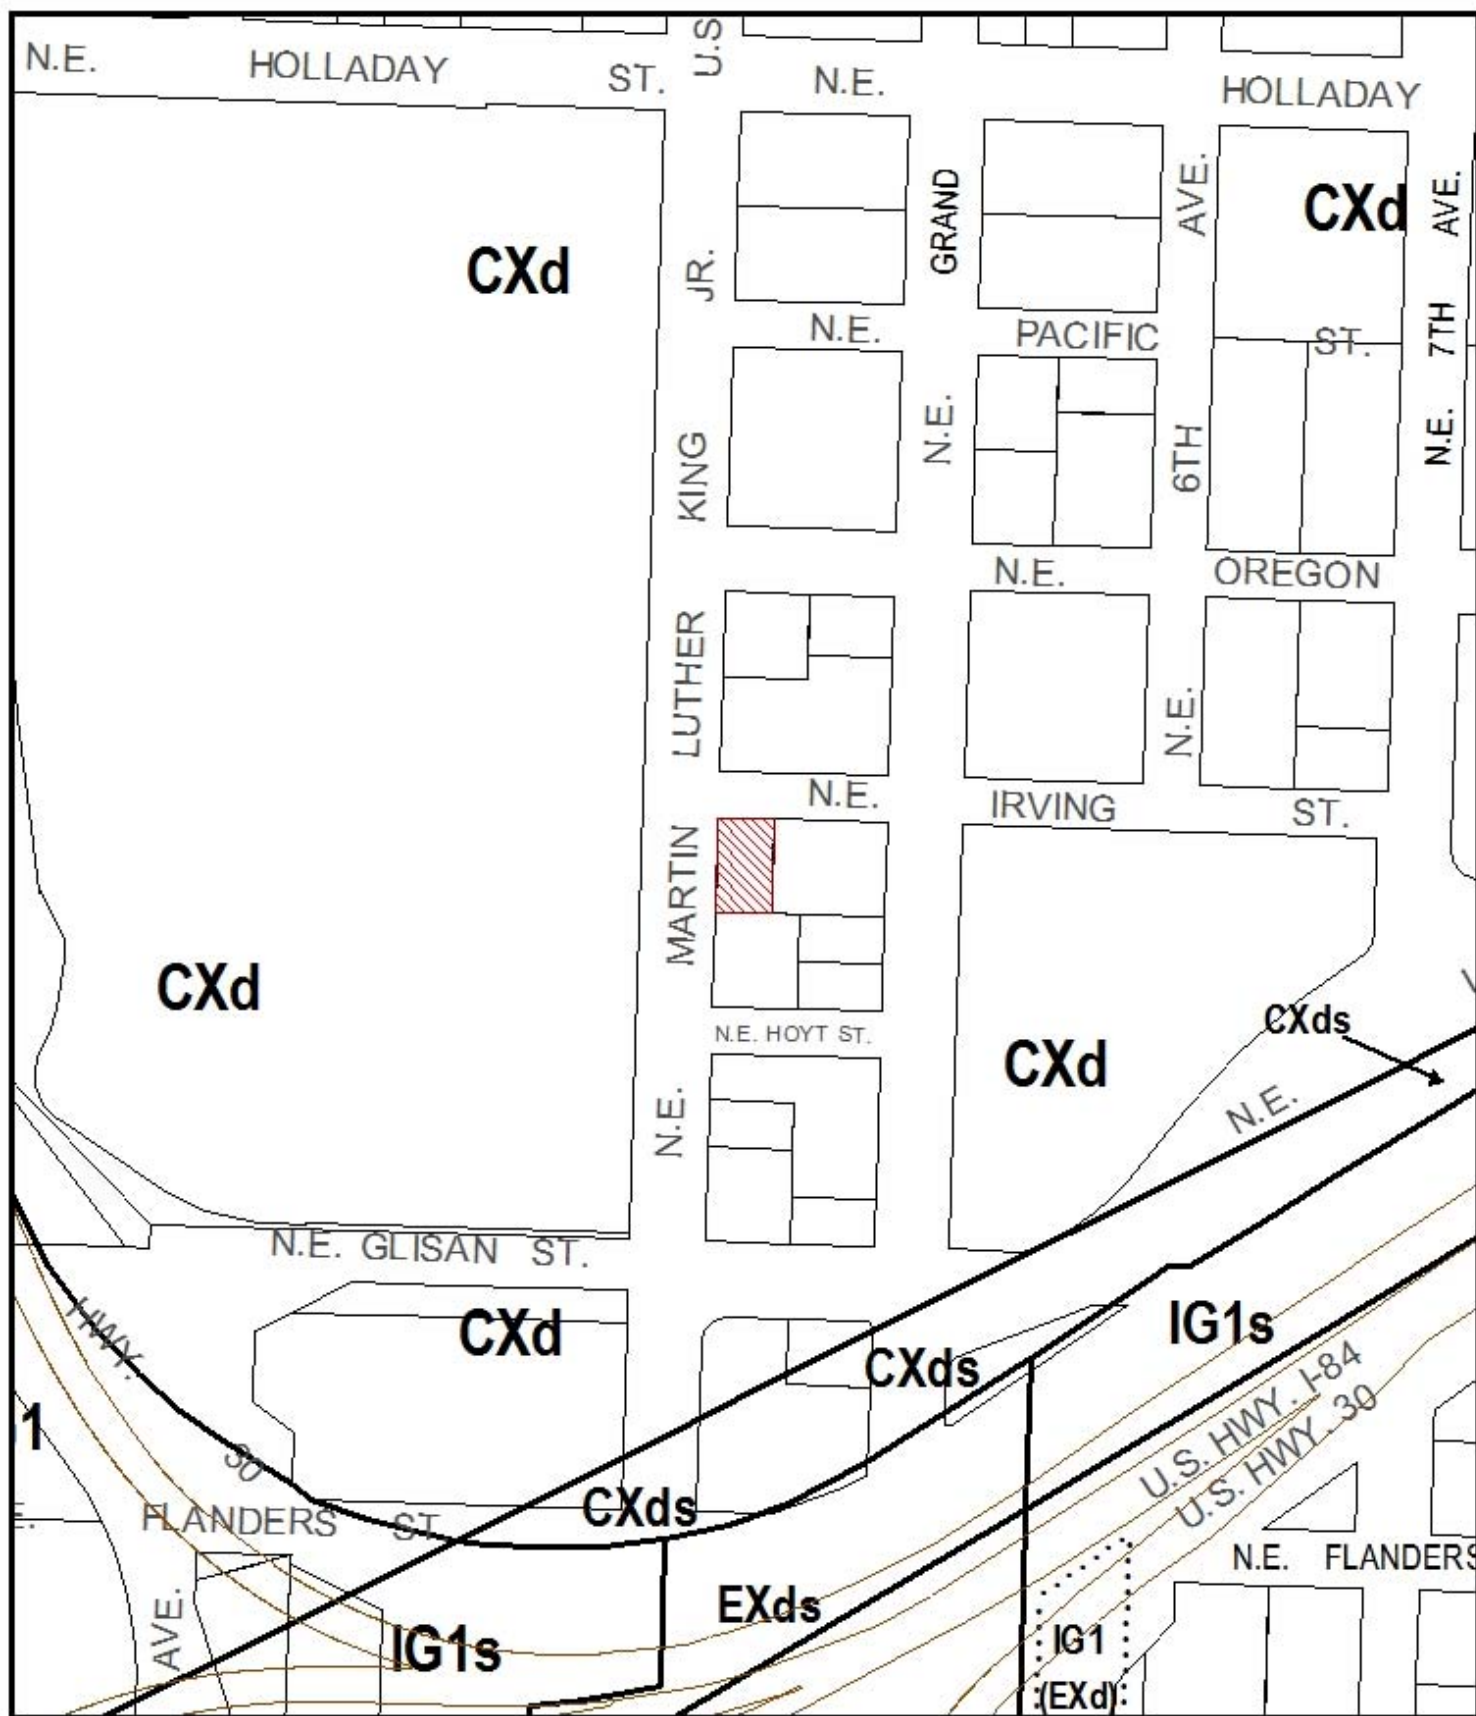 U.S
N.E. HOLLADAY ST. N.E. HOLLADAY
CXd
CXd
N.E. 7TH AVE.
N.E. GRAND
N.E. 6TH AVE.
N.E. MARTIN LUTHER KING JR.
N.E. PACIFIC ST.
N.E. OREGON
N.E. IRVING ST.
CXd
CXd
CXds
N.E. HOYT ST.
N.E.
N.E. GLISAN ST.
HWY. 30
CXd
CXds
IG1s
1
U.S. HWY. I-84
U.S. HWY. 30
CXds
E.
FLANDERS ST
N.E. FLANDERS
AVE.
IG1s
EXds
IG1
(EXd)